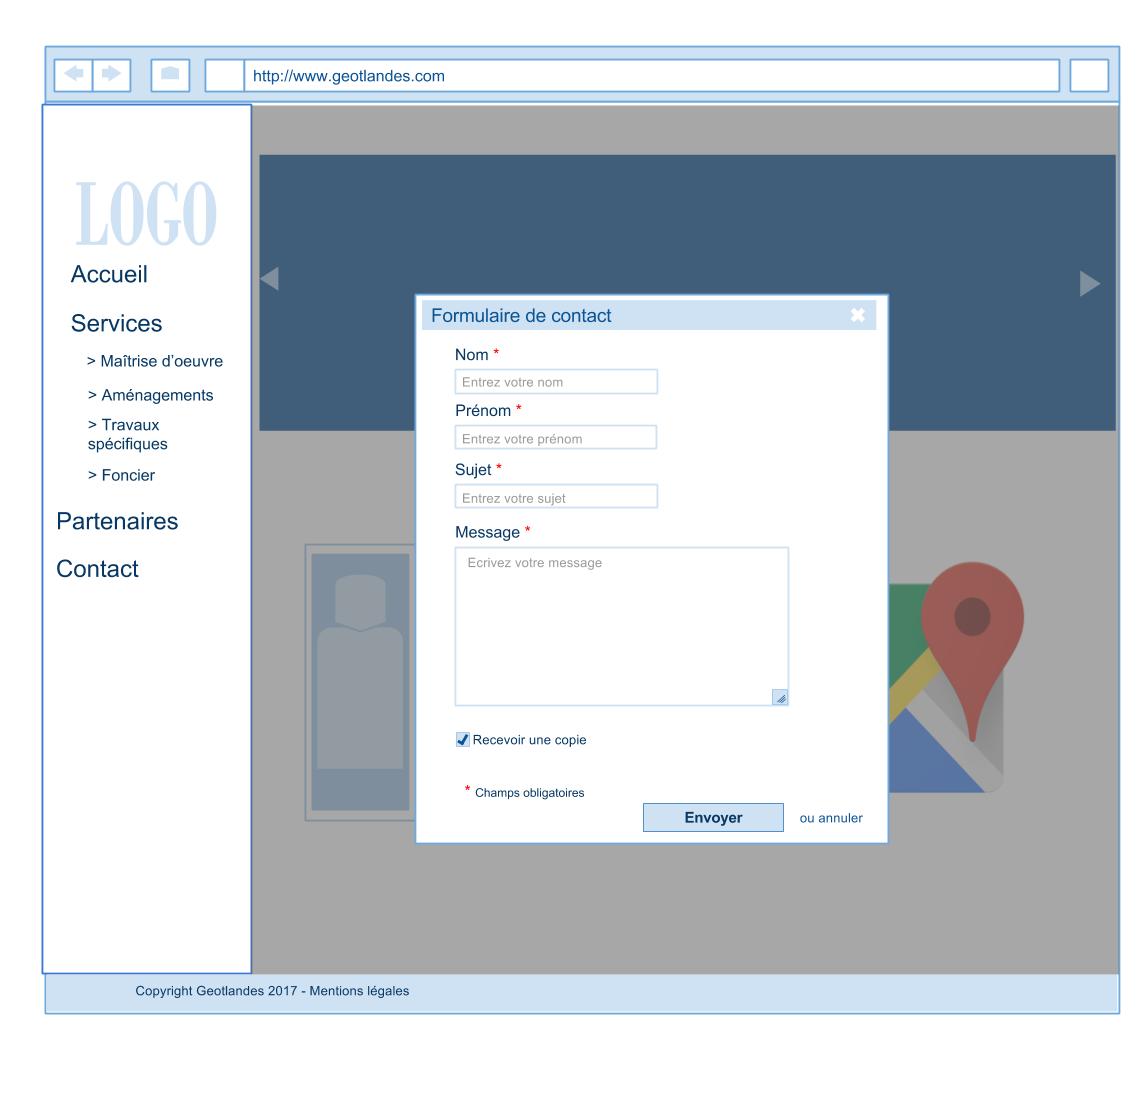 http://www.geotlandes.com
LOGO
Accueil
Services
> Maîtrise d'oeuvre
> Aménagements
> Travaux
spécifiques
> Foncier
Partenaires
Contact
Formulaire de contact
Nom *
Entrez votre nom
Prénom *
Entrez votre prénom
Sujet *
Entrez votre sujet
Message *
Ecrivez votre message
Recevoir une copie
* Champs obligatoires
Envoyer ou annuler
Copyright Geotlandes 2017 - Mentions légales